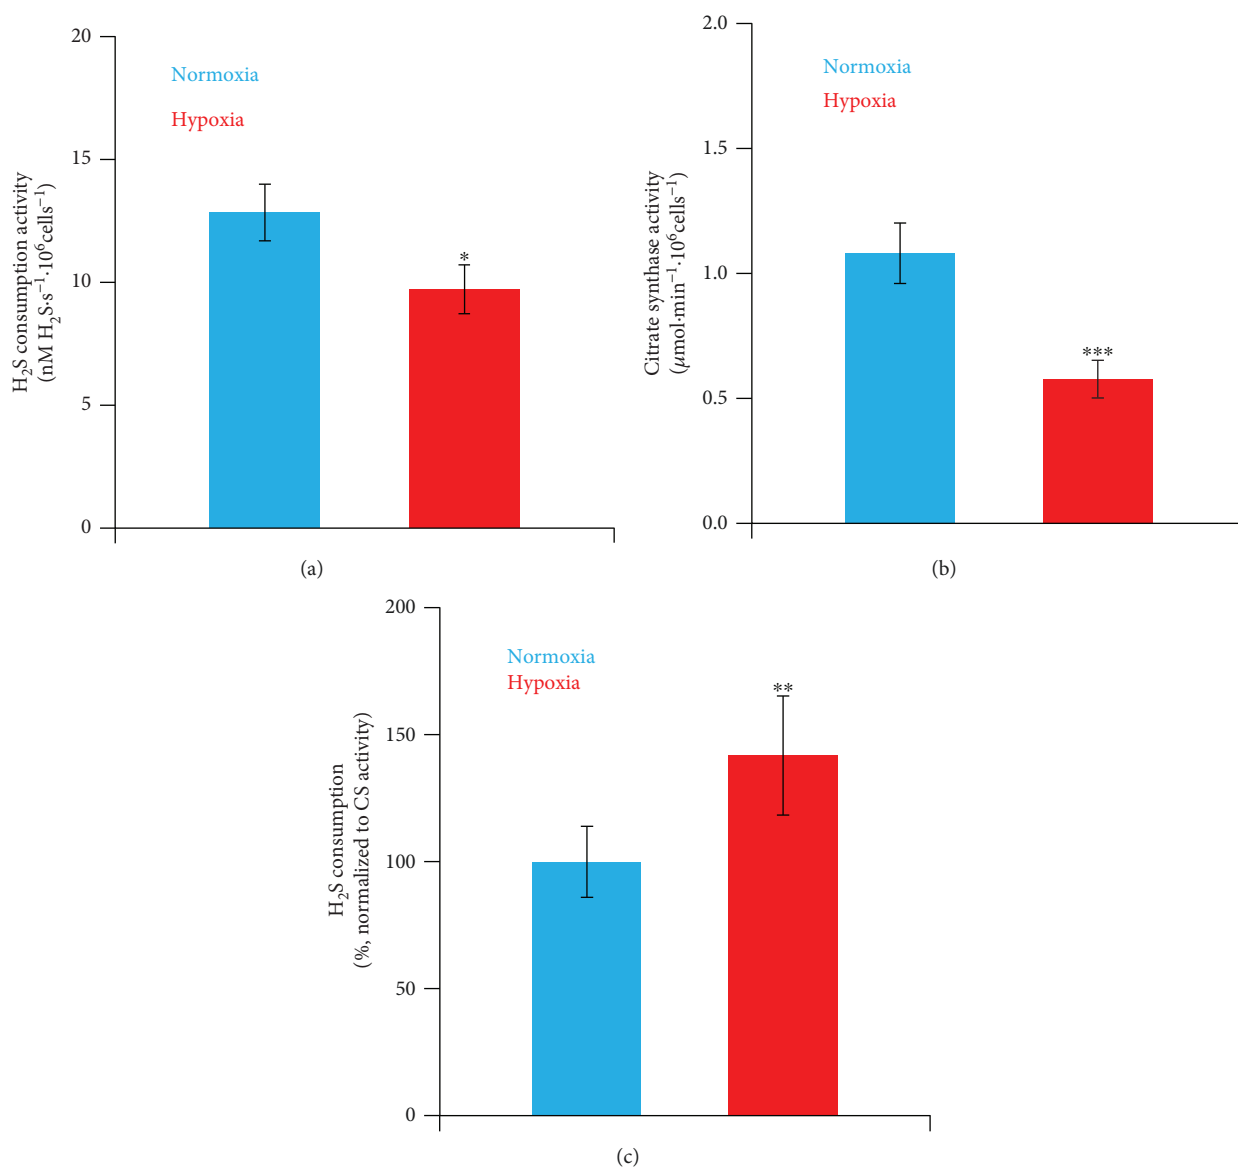 20
15
10
5
0
H₂S consumption activity
(nM H₂S·s⁻¹·10⁶cells⁻¹)
Normoxia
Hypoxia
*
(a)
2.0
1.5
1.0
0.5
0.0
Citrate synthase activity
(µmol·min⁻¹·10⁶cells⁻¹)
Normoxia
Hypoxia
***
(b)
200
150
100
50
0
H₂S consumption
(%, normalized to CS activity)
Normoxia
Hypoxia
**
(c)